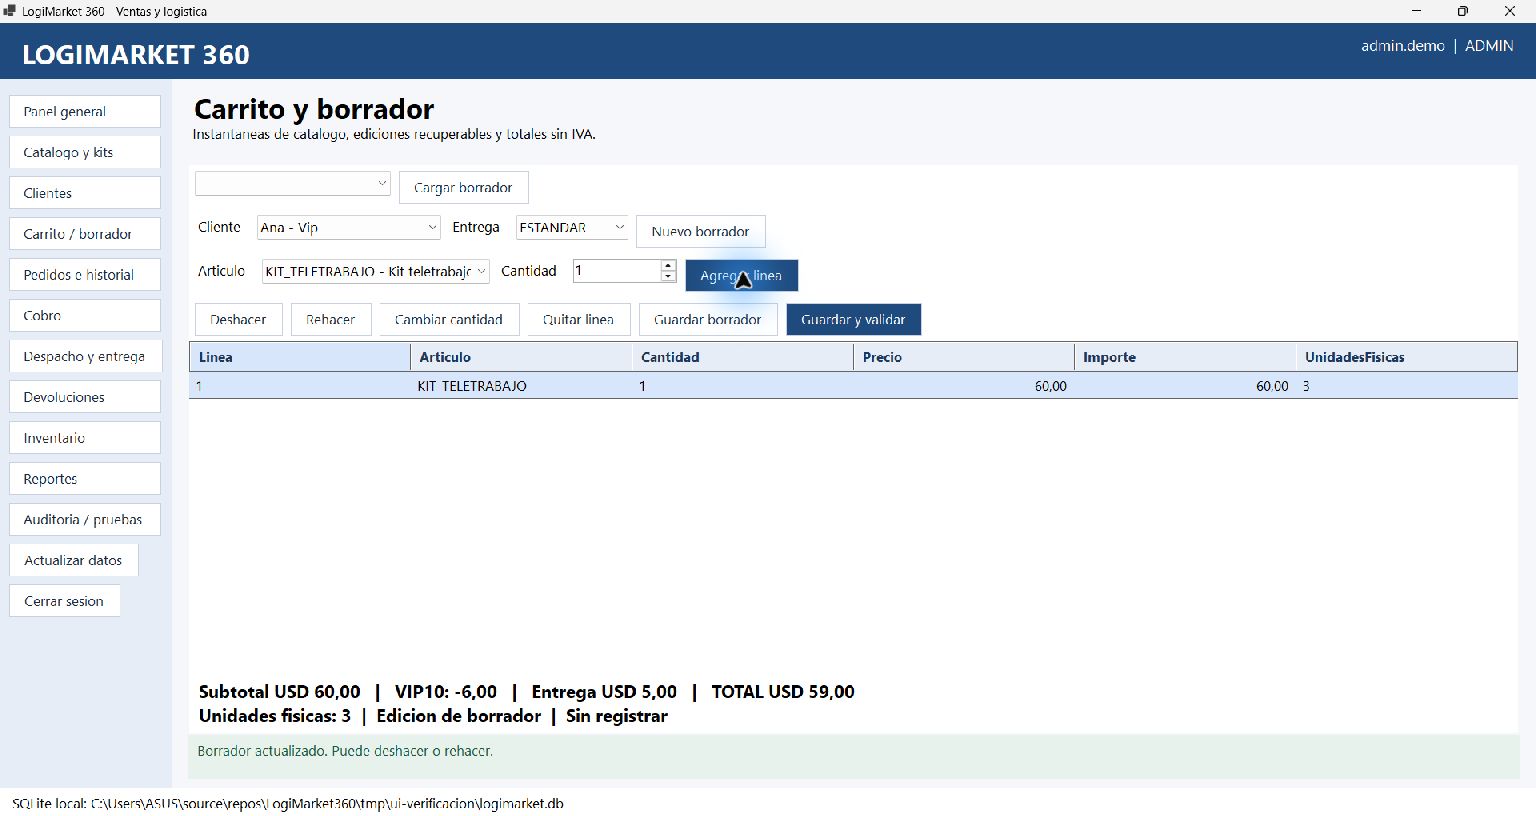 LogiMarket 360 - Ventas y logistica
LOGIMARKET 360
admin.demo | ADMIN
Panel general
Catalogo y kits
Clientes
Carrito / borrador
Pedidos e historial
Cobro
Despacho y entrega
Devoluciones
Inventario
Reportes
Auditoria / pruebas
Actualizar datos
Cerrar sesion
Carrito y borrador
Instantaneas de catalogo, ediciones recuperables y totales sin IVA.
Cargar borrador
Cliente Ana - Vip Entrega ESTANDAR Nuevo borrador
Articulo KIT_TELETRABAJO - Kit teletrabajo Cantidad 1 Agregar linea
Deshacer Rehacer Cambiar cantidad Quitar linea Guardar borrador Guardar y validar
Linea Articulo Cantidad Precio Importe UnidadesFisicas
1 KIT_TELETRABAJO 1 60,00 60,00 3
Subtotal USD 60,00 | VIP10: -6,00 | Entrega USD 5,00 | TOTAL USD 59,00
Unidades fisicas: 3 | Edicion de borrador | Sin registrar
Borrador actualizado. Puede deshacer o rehacer.
SQLite local: C:\Users\ASUS\source\repos\LogiMarket360\tmp\ui-verificacion\logimarket.db